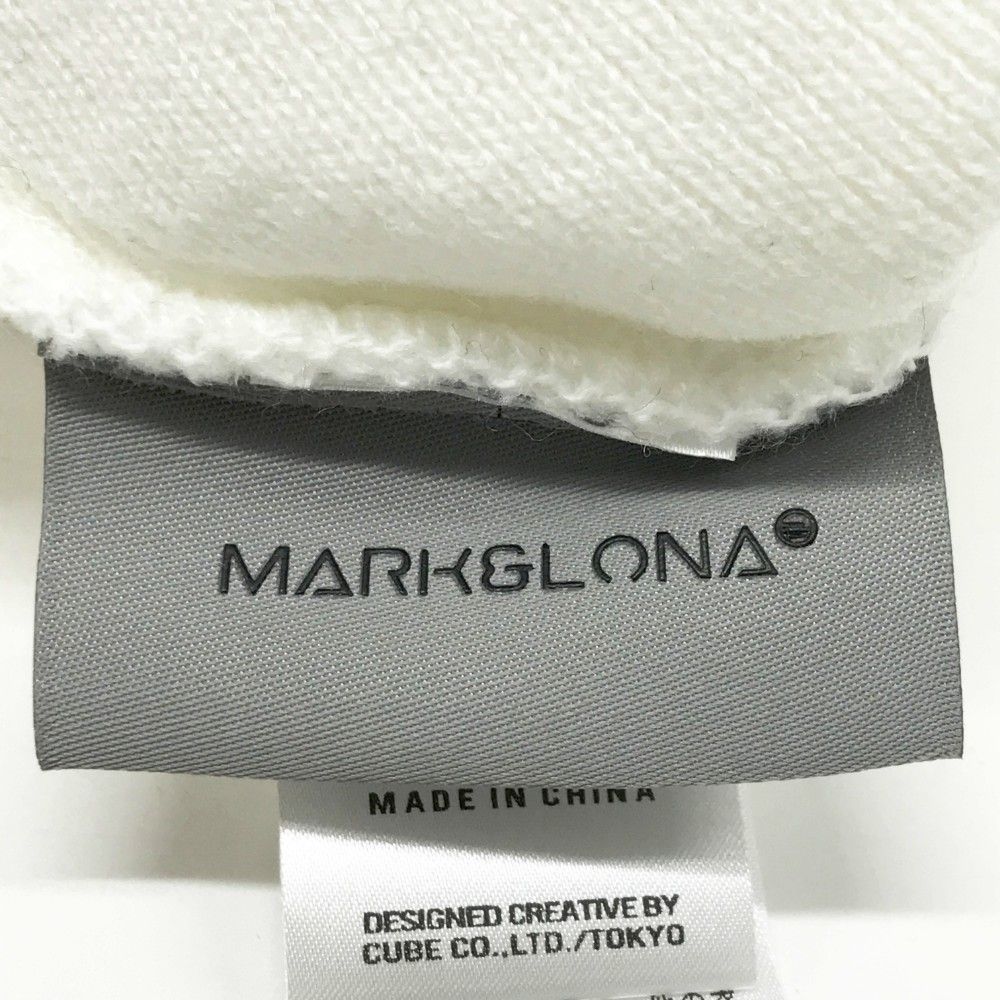 MARK&LONA
MADE IN CHINA
DESIGNED CREATIVE BY
CUBE CO.,LTD./TOKYO